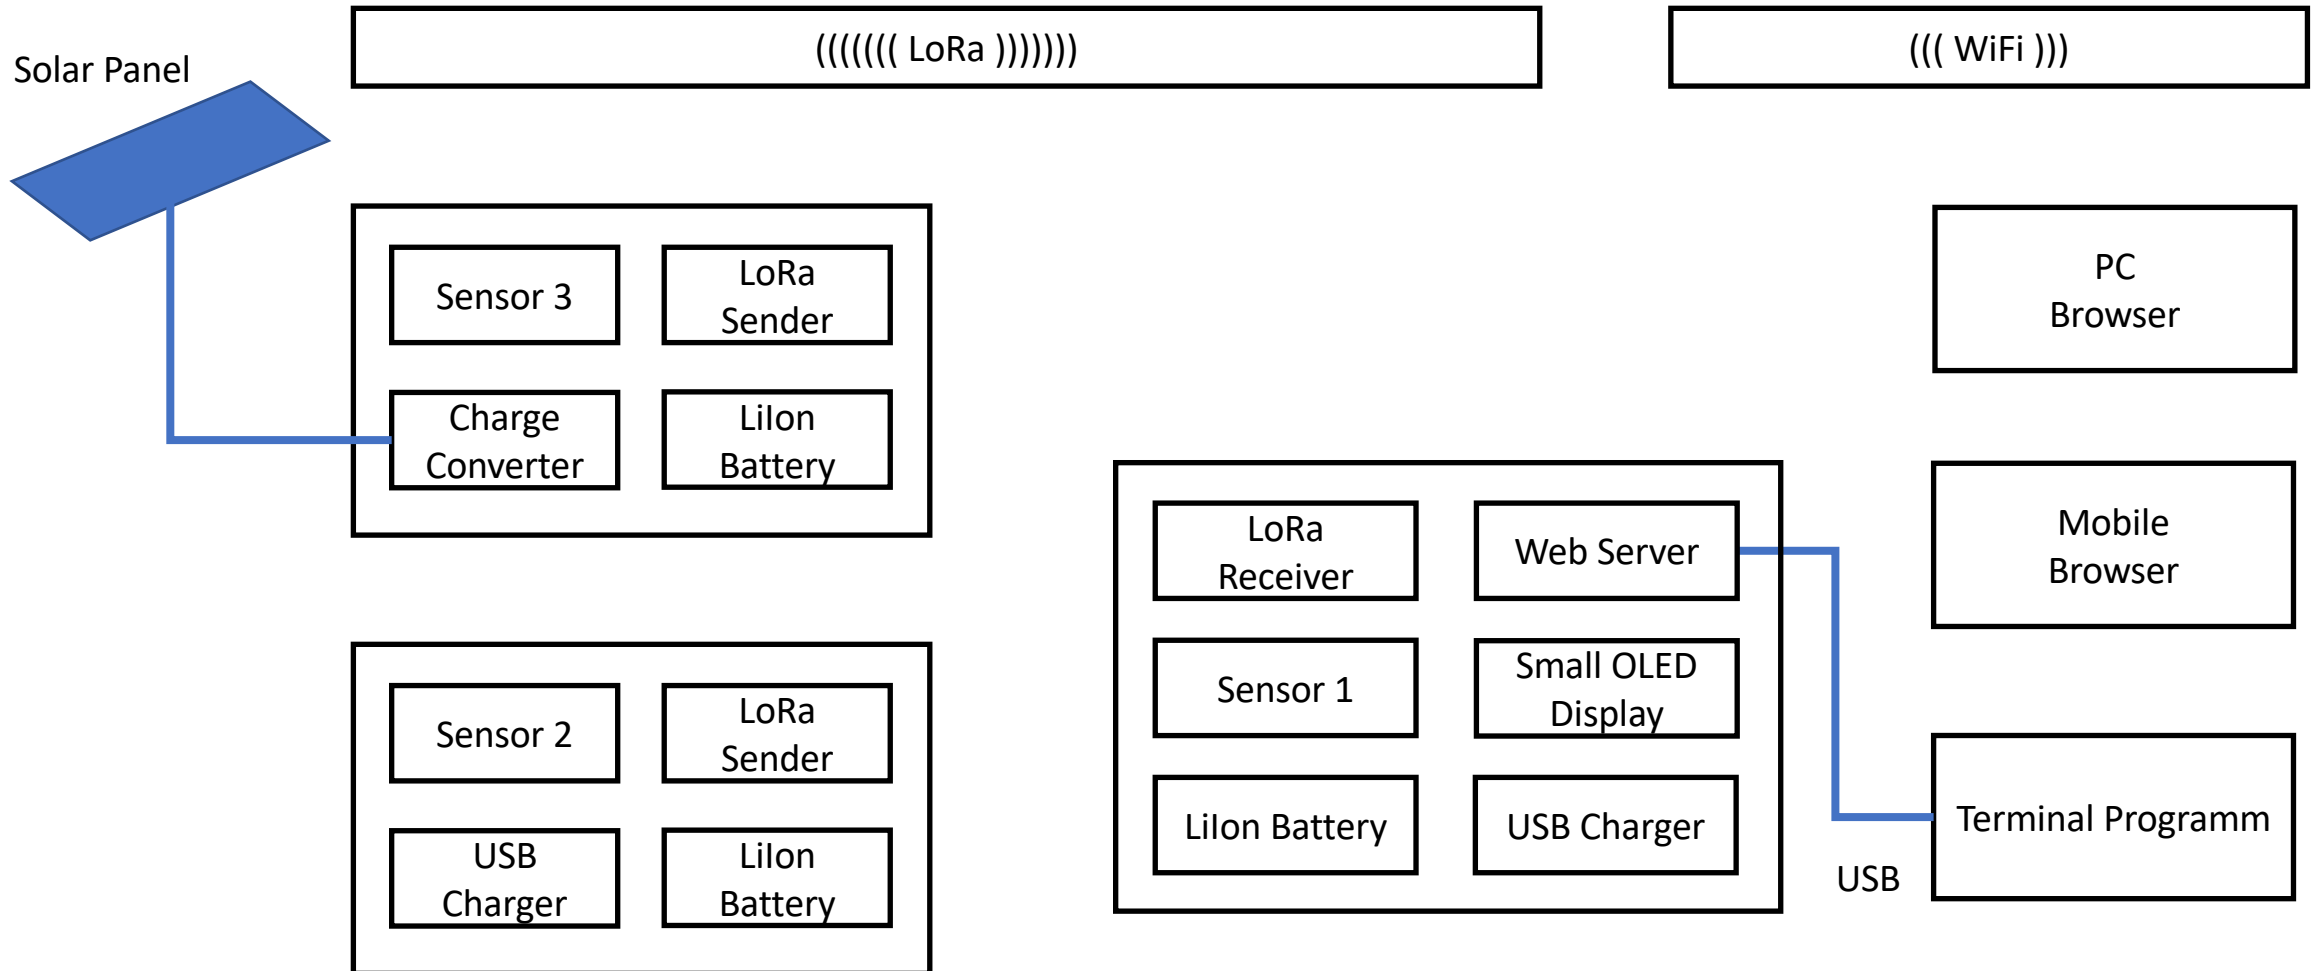 ((((((( LoRa )))))))
((( WiFi )))
Solar Panel
Sensor 3
LoRa
Sender
Charge
Converter
LiIon
Battery
Sensor 2
LoRa
Sender
USB
Charger
LiIon
Battery
LoRa
Receiver
Web Server
Sensor 1
Small OLED
Display
LiIon Battery
USB Charger
PC
Browser
Mobile
Browser
Terminal Programm
USB